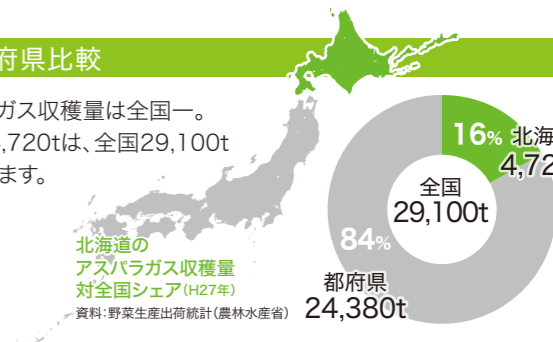 府県比較
ガス収穫量は全国一。
,720tは、全国29,100t
ます。
16% 北海
4,72
全国
29,100t
84%
都府県
24,380t
北海道の
アスパラガス収穫量
対全国シェア(H27年)
資料:野菜生産出荷統計(農林水産省)